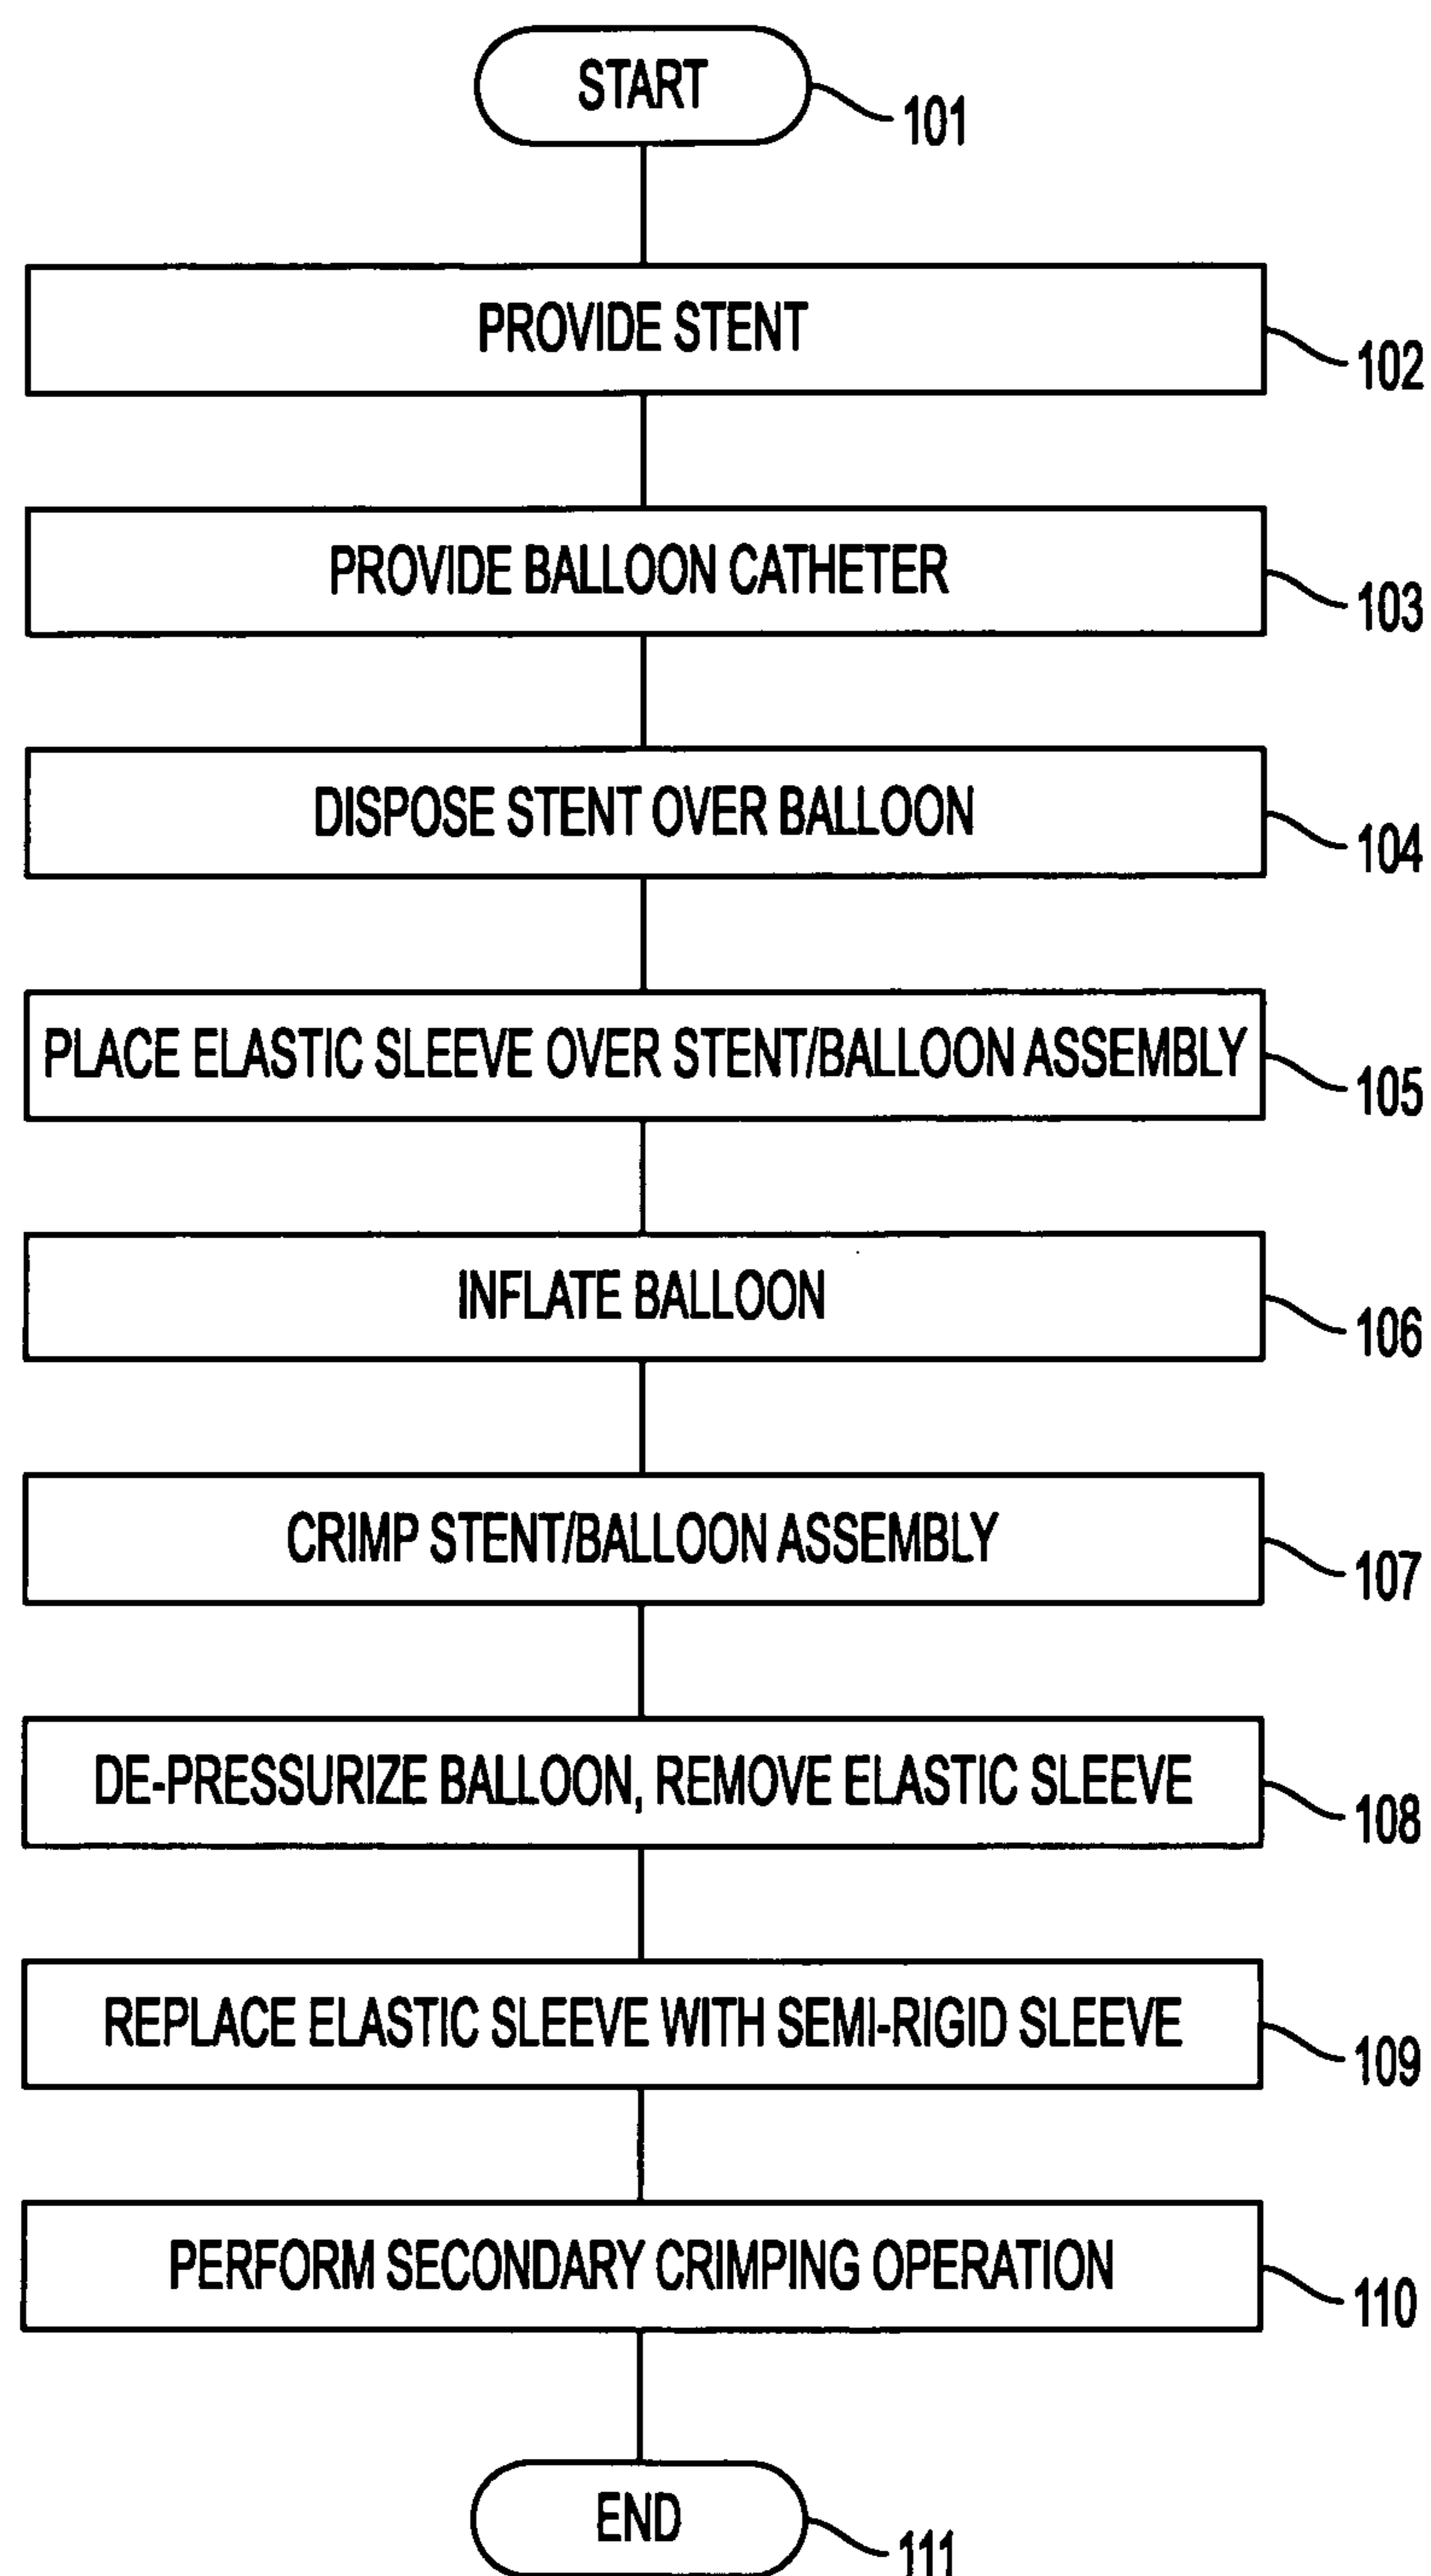 START
101
PROVIDE STENT
102
PROVIDE BALLOON CATHETER
103
DISPOSE STENT OVER BALLOON
104
PLACE ELASTIC SLEEVE OVER STENT/BALLOON ASSEMBLY
105
INFLATE BALLOON
106
CRIMP STENT/BALLOON ASSEMBLY
107
DE-PRESSURIZE BALLOON, REMOVE ELASTIC SLEEVE
108
REPLACE ELASTIC SLEEVE WITH SEMI-RIGID SLEEVE
109
PERFORM SECONDARY CRIMPING OPERATION
110
END
111